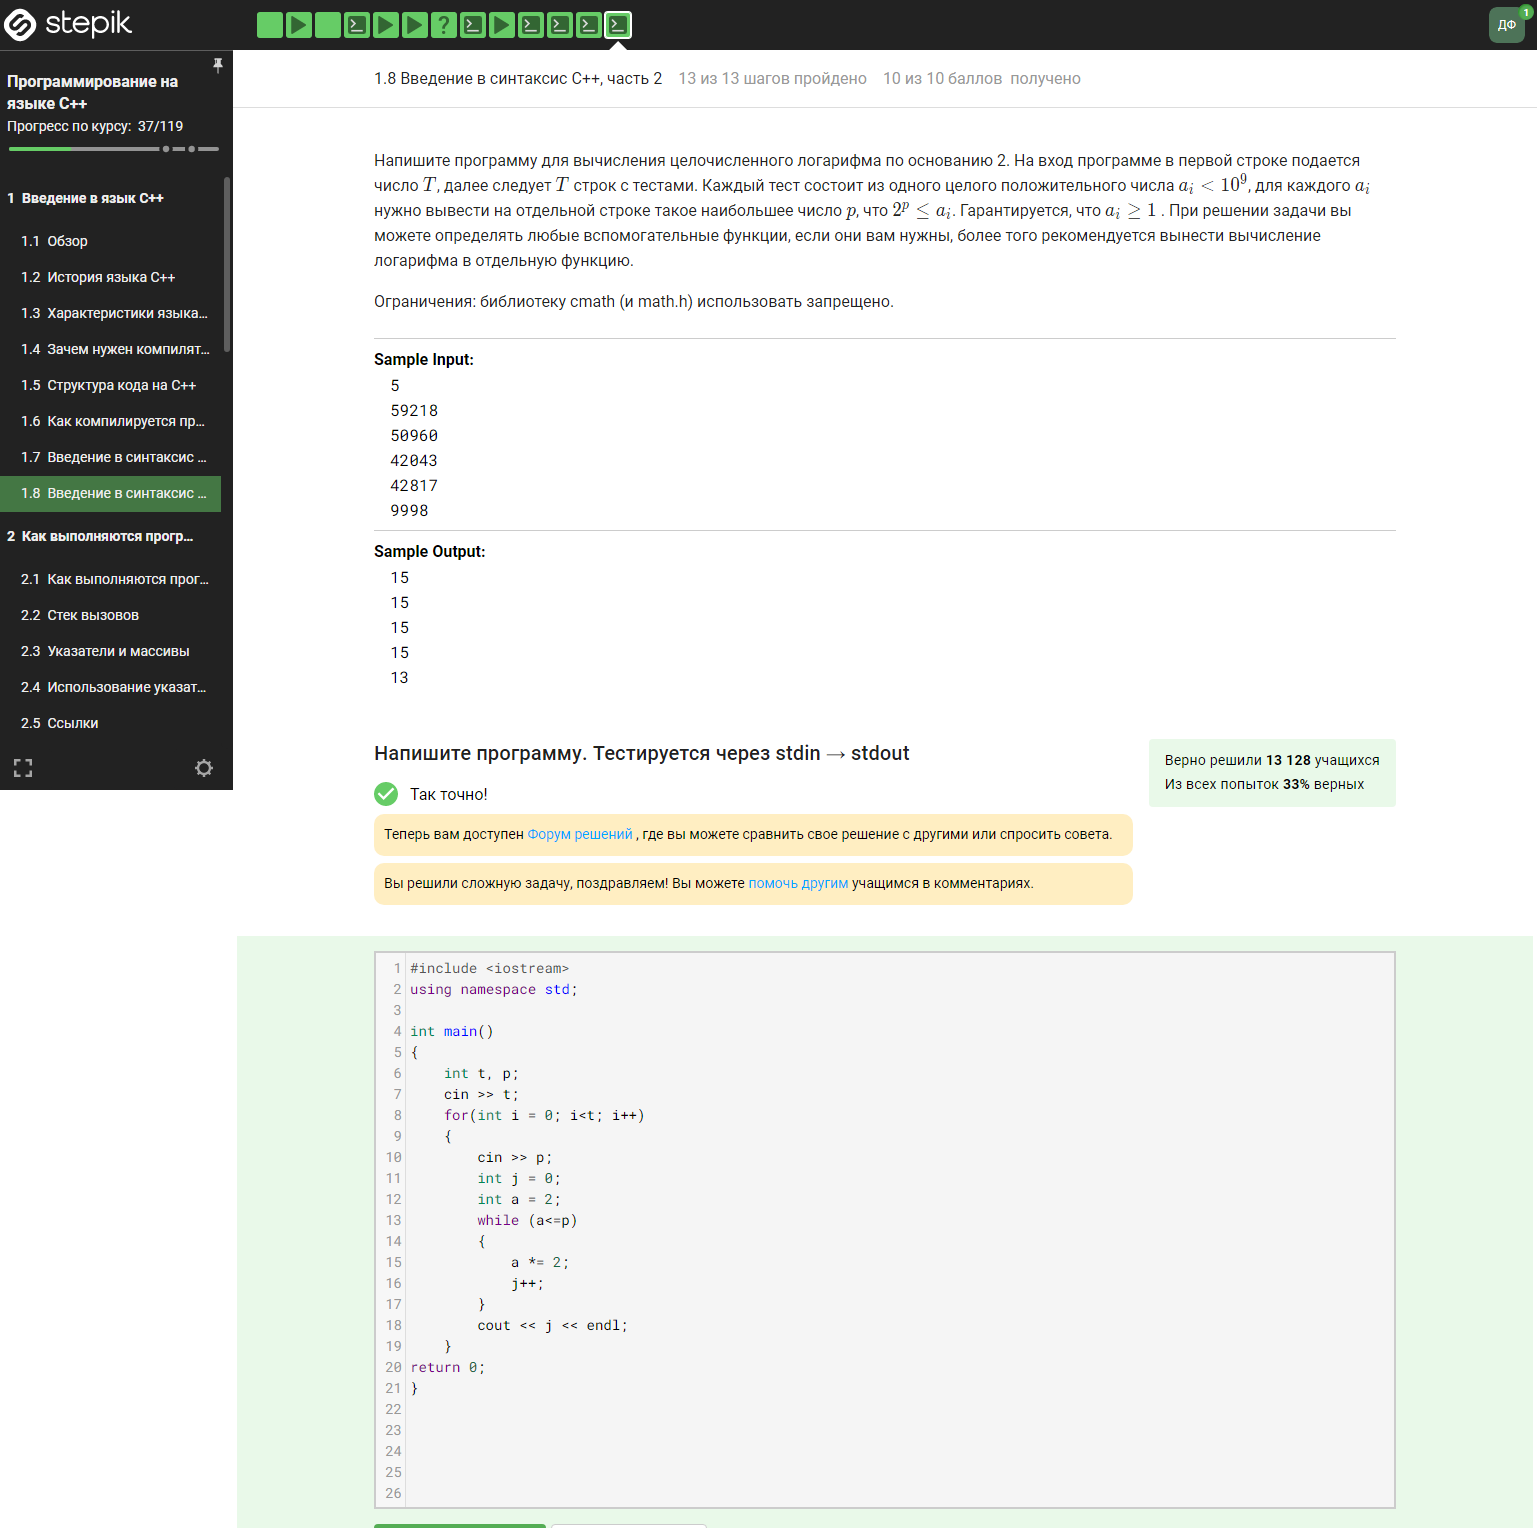 stepik
ДФ
1
Программирование на
языке C++
Прогресс по курсу: 37/119
1 Введение в язык C++
1.1 Обзор
1.2 История языка C++
1.3 Характеристики языка...
1.4 Зачем нужен компилят...
1.5 Структура кода на C++
1.6 Как компилируется пр...
1.7 Введение в синтаксис ...
1.8 Введение в синтаксис ...
2 Как выполняются прогр...
2.1 Как выполняются прог...
2.2 Стек вызовов
2.3 Указатели и массивы
2.4 Использование указат...
2.5 Ссылки
1.8 Введение в синтаксис C++, часть 2 13 из 13 шагов пройдено 10 из 10 баллов получено
Напишите программу для вычисления целочисленного логарифма по основанию 2. На вход программе в первой строке подается
число T, далее следует T строк с тестами. Каждый тест состоит из одного целого положительного числа aᵢ < 10⁹, для каждого aᵢ
нужно вывести на отдельной строке такое наибольшее число p, что 2ᵖ ≤ aᵢ. Гарантируется, что aᵢ ≥ 1 . При решении задачи вы
можете определять любые вспомогательные функции, если они вам нужны, более того рекомендуется вынести вычисление
логарифма в отдельную функцию.
Ограничения: библиотеку cmath (и math.h) использовать запрещено.
Sample Input:
5
59218
50960
42043
42817
9998
Sample Output:
15
15
15
15
13
Напишите программу. Тестируется через stdin → stdout
Верно решили 13 128 учащихся
Из всех попыток 33% верных
Так точно!
Теперь вам доступен Форум решений , где вы можете сравнить свое решение с другими или спросить совета.
Вы решили сложную задачу, поздравляем! Вы можете помочь другим учащимся в комментариях.
1 #include <iostream>
2 using namespace std;
3
4 int main()
5 {
6     int t, p;
7     cin >> t;
8     for(int i = 0; i<t; i++)
9     {
10         cin >> p;
11         int j = 0;
12         int a = 2;
13         while (a<=p)
14         {
15             a *= 2;
16             j++;
17         }
18         cout << j << endl;
19     }
20 return 0;
21 }
22
23
24
25
26